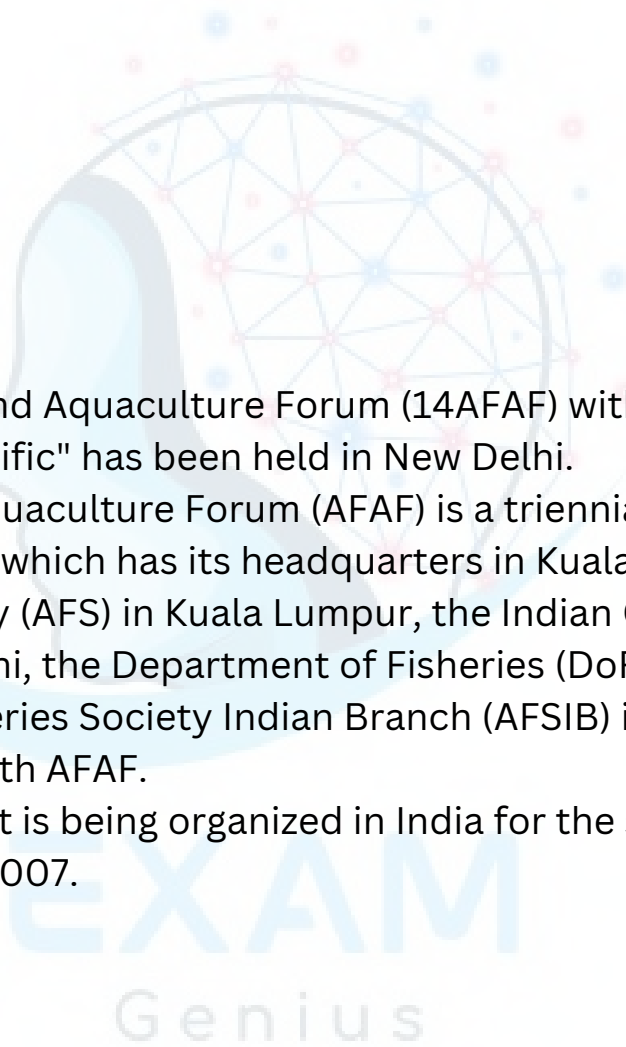 nd Aquaculture Forum (14AFAF) wit
ific" has been held in New Delhi.
uaculture Forum (AFAF) is a trienni
which has its headquarters in Kuala
y (AFS) in Kuala Lumpur, the Indian
ni, the Department of Fisheries (Do
eries Society Indian Branch (AFSIB) i
th AFAF.
t is being organized in India for the
007.
EXAM
Genius